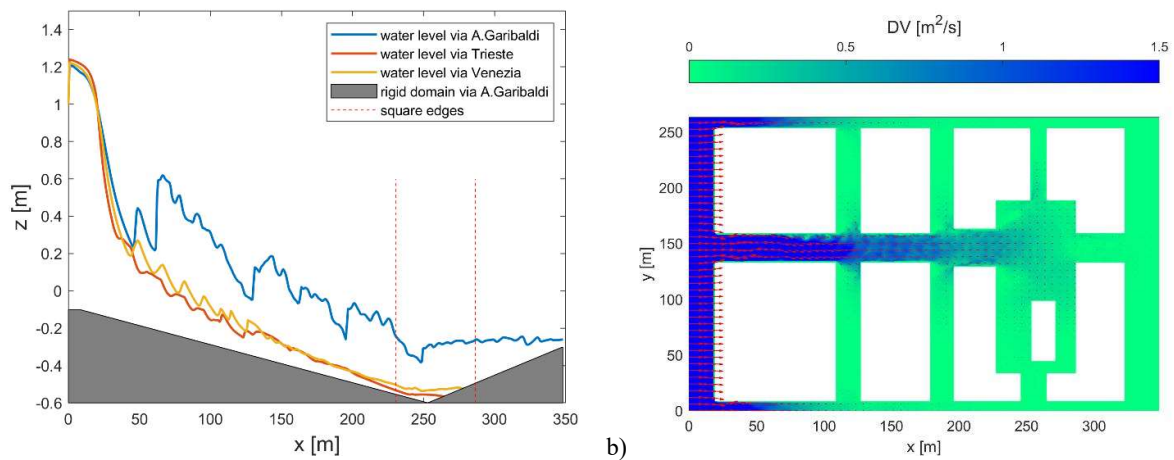 1.4
1.2
1
0.8
0.6
0.4
0.2
0
-0.2
-0.4
-0.6
z [m]
0 50 100 150 200 250 300 350
x [m]
water level via A.Garibaldi
water level via Trieste
water level via Venezia
rigid domain via A.Garibaldi
square edges
b)
DV [m²/s]
0 0.5 1 1.5
250
200
150
100
50
0
y [m]
0 50 100 150 200 250 300
x [m]